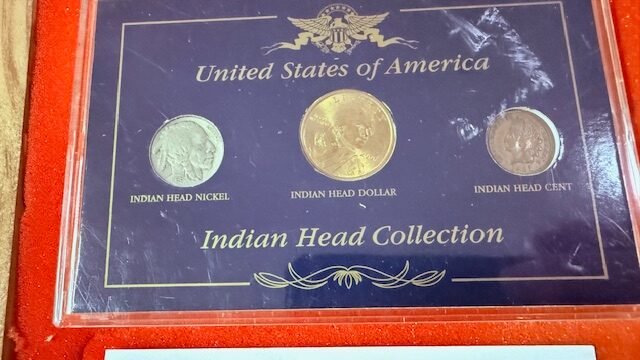 United States of America
INDIAN HEAD NICKEL
INDIAN HEAD DOLLAR
INDIAN HEAD CENT
Indian Head Collection